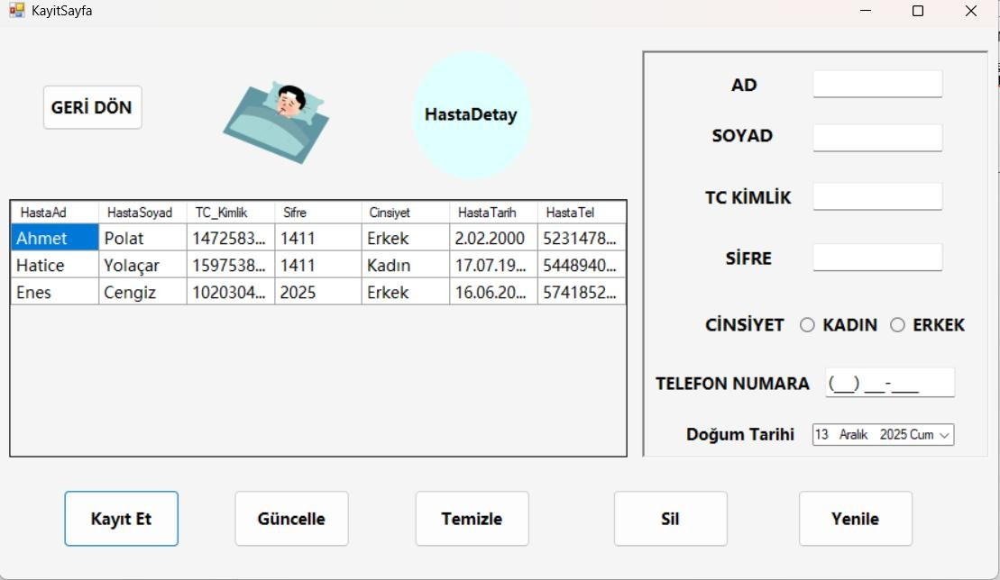 KayitSayfa
GERİ DÖN
HastaDetay
HastaAd HastaSoyad TC_Kimlik Sifre Cinsiyet HastaTarih HastaTel
Ahmet Polat 1472583... 1411 Erkek 2.02.2000 5231478...
Hatice Yolaçar 1597538... 1411 Kadın 17.07.19... 5448940...
Enes Cengiz 1020304... 2025 Erkek 16.06.20... 5741852...
AD
SOYAD
TC KİMLİK
SİFRE
CİNSİYET KADIN ERKEK
TELEFON NUMARA (__) __-___
Doğum Tarihi 13 Aralık 2025 Cum
Kayıt Et Güncelle Temizle Sil Yenile